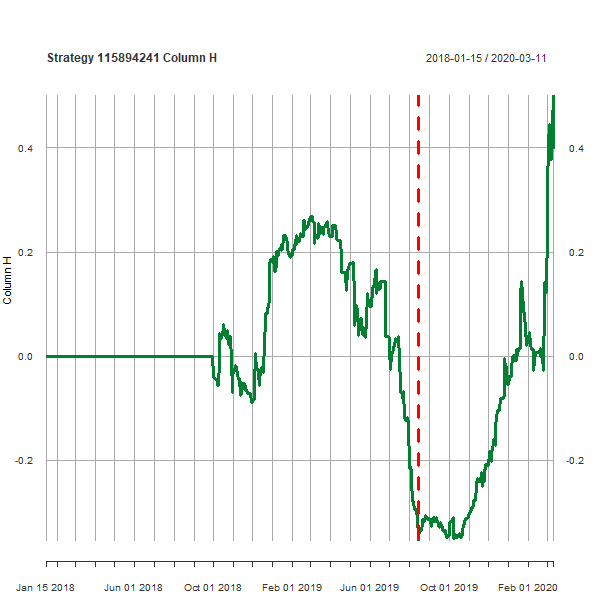 Strategy 115894241 Column H
2018-01-15 / 2020-03-11
0.4
0.4
0.2
0.2
0.0
0.0
-0.2
-0.2
Column H
Jan 15 2018
Jun 01 2018
Oct 01 2018
Feb 01 2019
Jun 01 2019
Oct 01 2019
Feb 01 2020